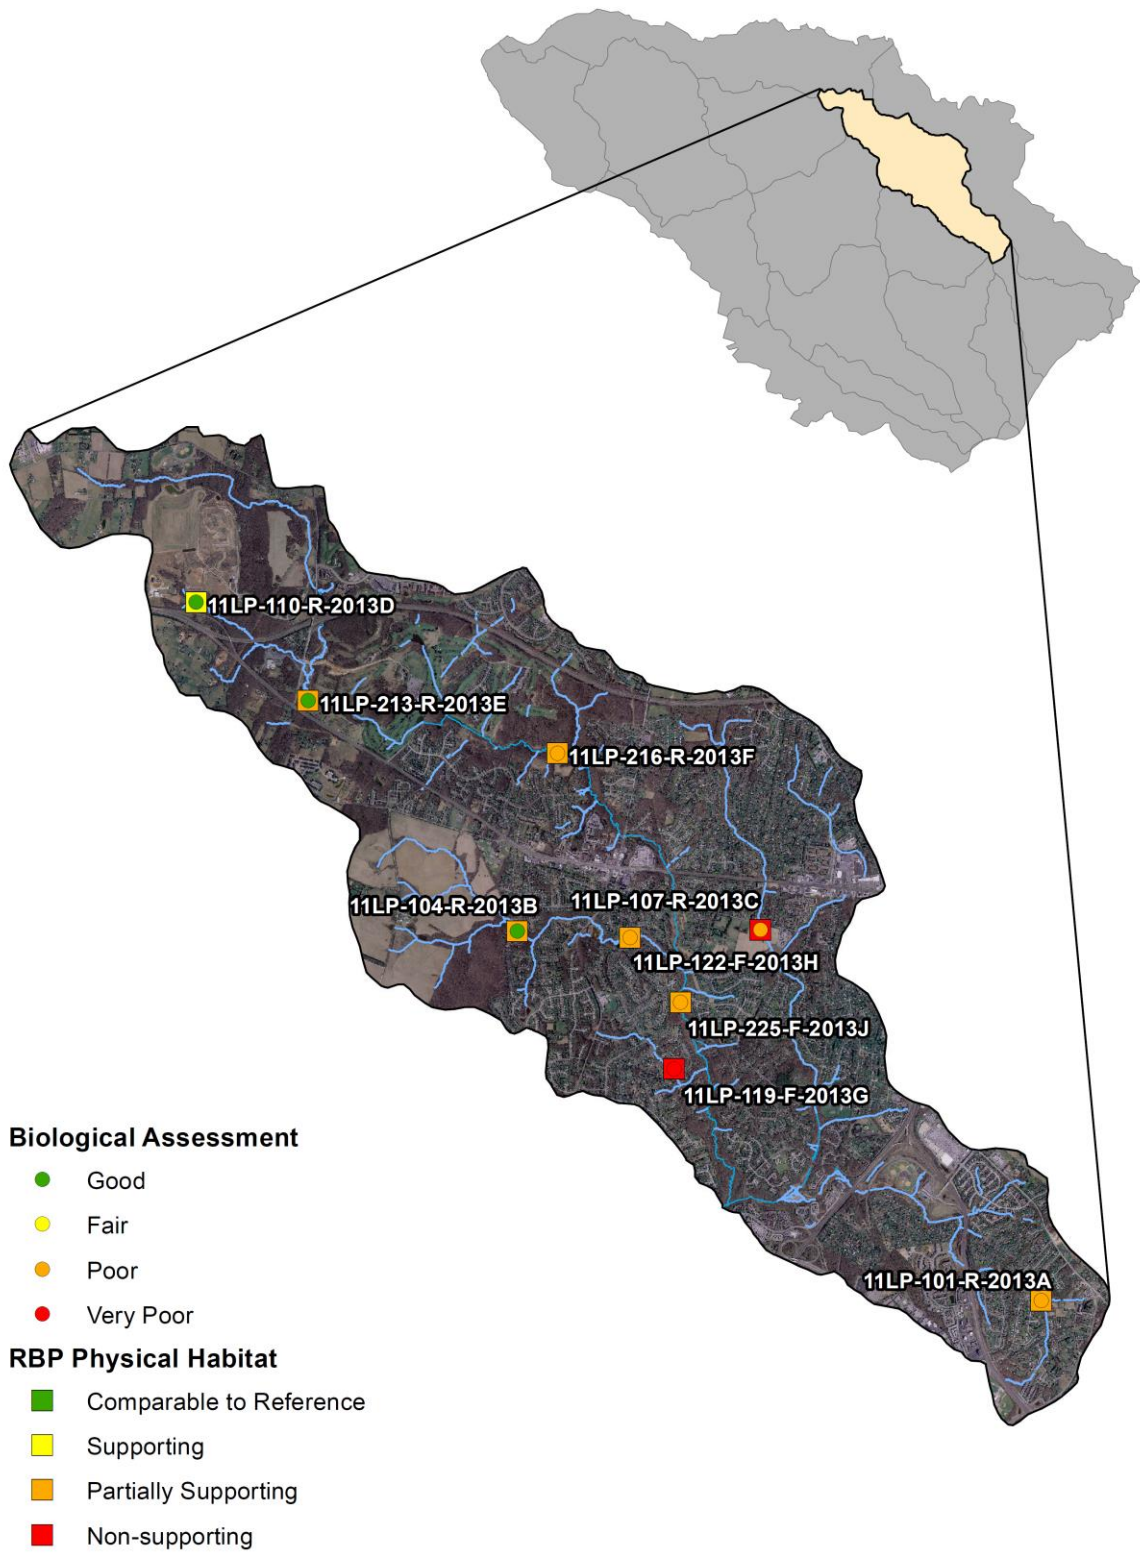 11LP-110-R-2013D
11LP-213-R-2013E
11LP-216-R-2013F
11LP-104-R-2013B
11LP-107-R-2013C
11LP-122-F-2013H
11LP-225-F-2013J
11LP-119-F-2013G
11LP-101-R-2013A
Biological Assessment
Good
Fair
Poor
Very Poor
RBP Physical Habitat
Comparable to Reference
Supporting
Partially Supporting
Non-supporting